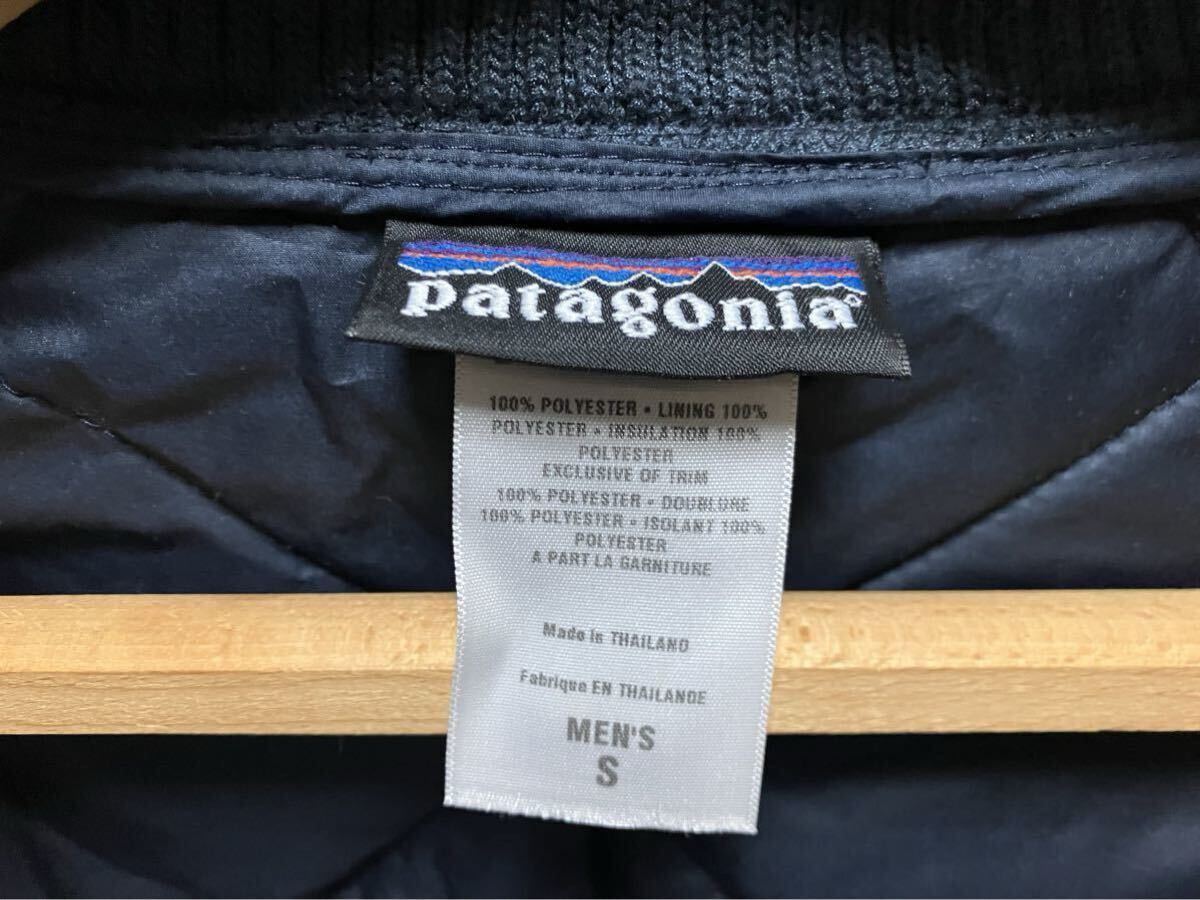 patagonia®
100% POLYESTER • LINING 100%
POLYESTER • INSULATION 100%
POLYESTER
EXCLUSIVE OF TRIM
100% POLYESTER • DOUBLURE
100% POLYESTER • ISOLANT 100%
POLYESTER
A PART LA GARNITURE
Made in THAILAND
Fabrique EN THAILANDE
MEN'S
S